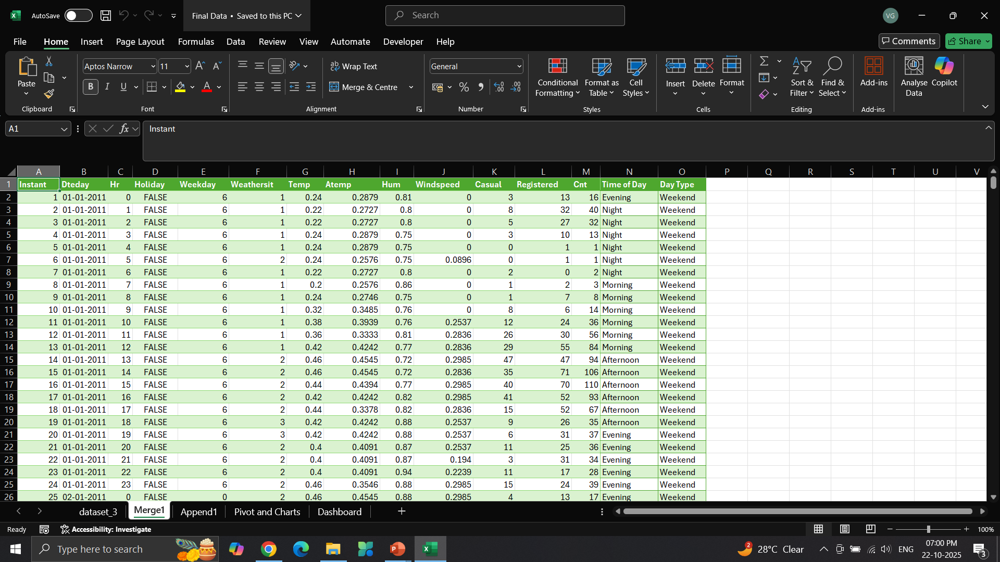 AutoSave
Final Data • Saved to this PC
Search
VG
File Home Insert Page Layout Formulas Data Review View Automate Developer Help
Comments Share
Paste
Clipboard
Aptos Narrow 11
B I U
Font
Wrap Text
Merge & Centre
Alignment
General
Number
Conditional Formatting
Format as Table
Cell Styles
Styles
Insert Delete Format
Cells
Sort & Filter
Find & Select
Editing
Add-ins
Add-ins
Analyse Data
Copilot
A1 fx Instant
A B C D E F G H I J K L M N O P Q R S T U V
1 Instant Dteday Hr Holiday Weekday Weathersit Temp Atemp Hum Windspeed Casual Registered Cnt Time of Day Day Type
2 1 01-01-2011 0 FALSE 6 1 0.24 0.2879 0.81 0 3 13 16 Evening Weekend
3 2 01-01-2011 1 FALSE 6 1 0.22 0.2727 0.8 0 8 32 40 Night Weekend
4 3 01-01-2011 2 FALSE 6 1 0.22 0.2727 0.8 0 5 27 32 Night Weekend
5 4 01-01-2011 3 FALSE 6 1 0.24 0.2879 0.75 0 3 10 13 Night Weekend
6 5 01-01-2011 4 FALSE 6 1 0.24 0.2879 0.75 0 0 1 1 Night Weekend
7 6 01-01-2011 5 FALSE 6 2 0.24 0.2576 0.75 0.0896 0 1 1 Night Weekend
8 7 01-01-2011 6 FALSE 6 1 0.22 0.2727 0.8 0 2 0 2 Night Weekend
9 8 01-01-2011 7 FALSE 6 1 0.2 0.2576 0.86 0 1 2 3 Morning Weekend
10 9 01-01-2011 8 FALSE 6 1 0.24 0.2746 0.75 0 1 7 8 Morning Weekend
11 10 01-01-2011 9 FALSE 6 1 0.32 0.3485 0.76 0 8 6 14 Morning Weekend
12 11 01-01-2011 10 FALSE 6 1 0.38 0.3939 0.76 0.2537 12 24 36 Morning Weekend
13 12 01-01-2011 11 FALSE 6 1 0.36 0.3333 0.81 0.2836 26 30 56 Morning Weekend
14 13 01-01-2011 12 FALSE 6 1 0.42 0.4242 0.77 0.2836 29 55 84 Morning Weekend
15 14 01-01-2011 13 FALSE 6 2 0.46 0.4545 0.72 0.2985 47 47 94 Afternoon Weekend
16 15 01-01-2011 14 FALSE 6 2 0.46 0.4545 0.72 0.2836 35 71 106 Afternoon Weekend
17 16 01-01-2011 15 FALSE 6 2 0.44 0.4394 0.77 0.2985 40 70 110 Afternoon Weekend
18 17 01-01-2011 16 FALSE 6 2 0.42 0.4242 0.82 0.2985 41 52 93 Afternoon Weekend
19 18 01-01-2011 17 FALSE 6 2 0.44 0.3378 0.82 0.2836 15 52 67 Afternoon Weekend
20 19 01-01-2011 18 FALSE 6 3 0.42 0.4242 0.88 0.2537 9 26 35 Afternoon Weekend
21 20 01-01-2011 19 FALSE 6 3 0.42 0.4242 0.88 0.2537 6 31 37 Evening Weekend
22 21 01-01-2011 20 FALSE 6 2 0.4 0.4091 0.87 0.2537 11 25 36 Evening Weekend
23 22 01-01-2011 21 FALSE 6 2 0.4 0.4091 0.87 0.194 3 31 34 Evening Weekend
24 23 01-01-2011 22 FALSE 6 2 0.4 0.4091 0.94 0.2239 11 17 28 Evening Weekend
25 24 01-01-2011 23 FALSE 6 2 0.46 0.3546 0.88 0.2985 15 24 39 Evening Weekend
26 25 02-01-2011 0 FALSE 0 2 0.46 0.4545 0.88 0.2985 4 13 17 Evening Weekend
dataset_3 Merge1 Append1 Pivot and Charts Dashboard
Ready Accessibility: Investigate 100%
Type here to search
2 28°C Clear ENG
07:00 PM
22-10-2025
3